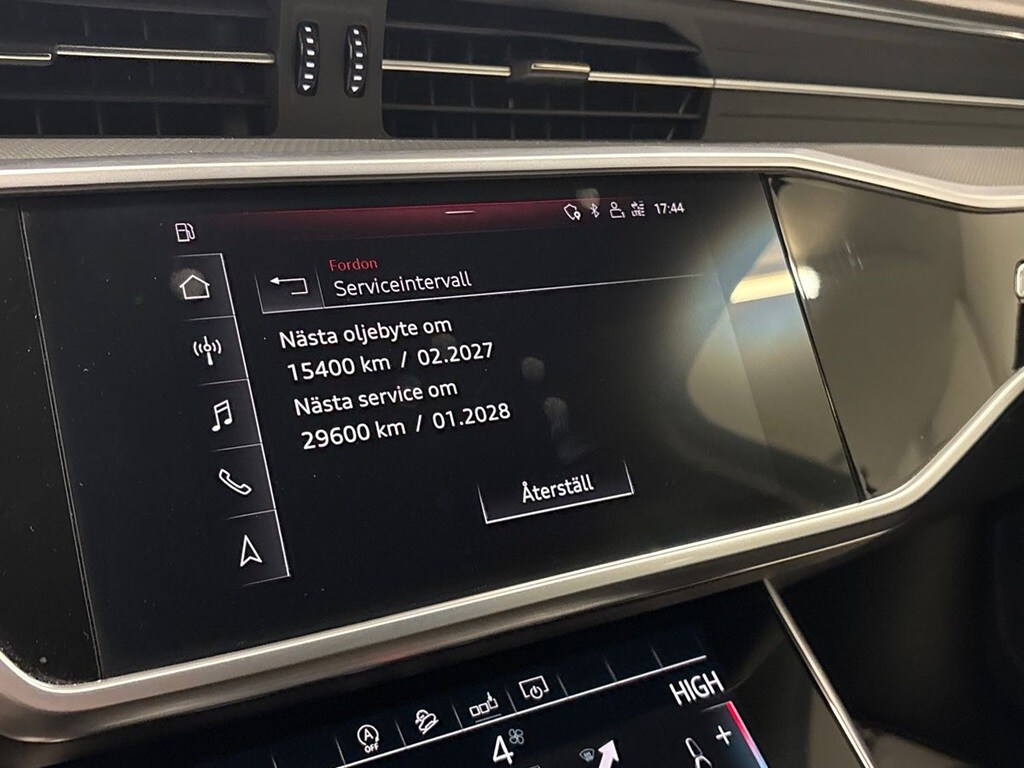 17:44
Fordon
Serviceintervall
Nästa oljebyte om
15400 km / 02.2027
Nästa service om
29600 km / 01.2028
Återställ
A
OFF
HIGH
4
+